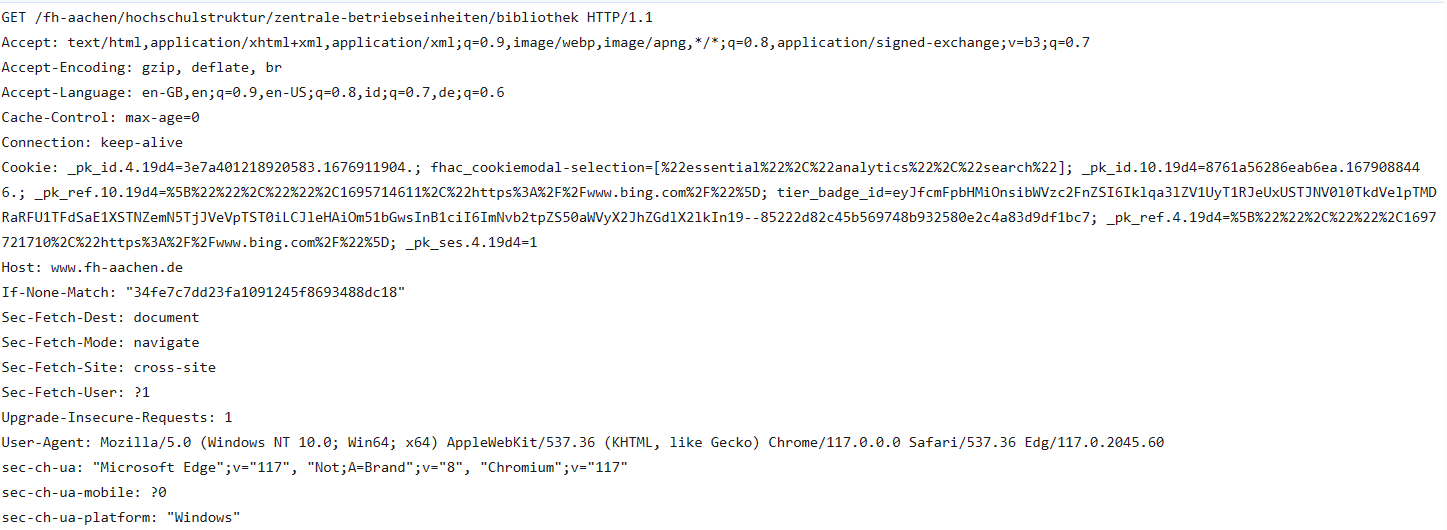 GET /fh-aachen/hochschulstruktur/zentrale-betriebseinheiten/bibliothek HTTP/1.1
Accept: text/html,application/xhtml+xml,application/xml;q=0.9,image/webp,image/apng,*/*;q=0.8,application/signed-exchange;v=b3;q=0.7
Accept-Encoding: gzip, deflate, br
Accept-Language: en-GB,en;q=0.9,en-US;q=0.8,id;q=0.7,de;q=0.6
Cache-Control: max-age=0
Connection: keep-alive
Cookie: _pk_id.4.19d4=3e7a401218920583.1676911904.; fhac_cookiemodal-selection=[%22essential%22%2C%22analytics%22%2C%22search%22]; _pk_id.10.19d4=8761a56286eab6ea.167908844
6.; _pk_ref.10.19d4=%5B%22%22%2C%22%22%2C1695714611%2C%22https%3A%2F%2Fwww.bing.com%2F%22%5D; tier_badge_id=eyJfcmFpbHMiOnsibWVzc2FnZSI6Iklqa3lZV1UyT1RJeUxUSTJNV0l0TkdVelpTMD
RaRFU1TFdSaE1XSTNZemN5TjJVeVpTST0iLCJleHAiOm51bGwsInB1ciI6ImNvb2tpZS50aWVyX2JhZGdlX2lkIn19--85222d82c45b569748b932580e2c4a83d9df1bc7; _pk_ref.4.19d4=%5B%22%22%2C%22%22%2C1697
721710%2C%22https%3A%2F%2Fwww.bing.com%2F%22%5D; _pk_ses.4.19d4=1
Host: www.fh-aachen.de
If-None-Match: "34fe7c7dd23fa1091245f8693488dc18"
Sec-Fetch-Dest: document
Sec-Fetch-Mode: navigate
Sec-Fetch-Site: cross-site
Sec-Fetch-User: ?1
Upgrade-Insecure-Requests: 1
User-Agent: Mozilla/5.0 (Windows NT 10.0; Win64; x64) AppleWebKit/537.36 (KHTML, like Gecko) Chrome/117.0.0.0 Safari/537.36 Edg/117.0.2045.60
sec-ch-ua: "Microsoft Edge";v="117", "Not;A=Brand";v="8", "Chromium";v="117"
sec-ch-ua-mobile: ?0
sec-ch-ua-platform: "Windows"